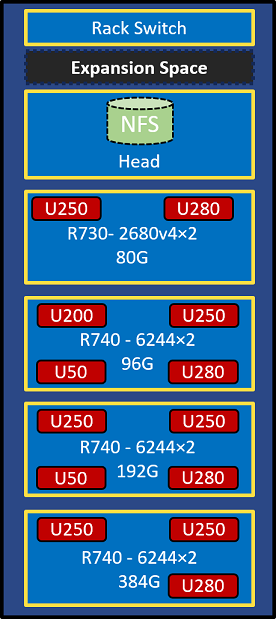 Rack Switch
Expansion Space
NFS
Head
U250 U280
R730- 2680v4×2
80G
U200 U250
R740 - 6244×2
96G
U50 U280
U250 U250
R740 - 6244×2
192G
U50 U280
U250 U250
R740 - 6244×2
384G
U280